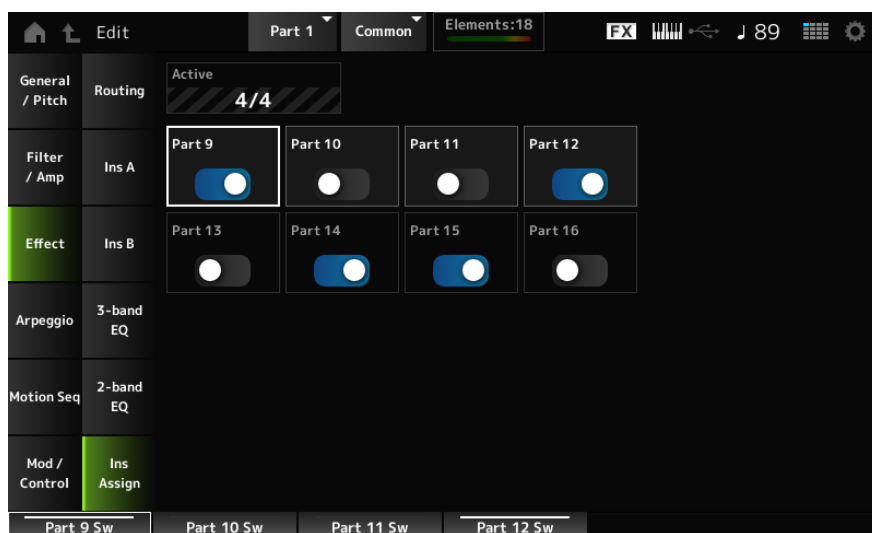 Edit
Part 1
Common
Elements:18
FX
♩ 89
General
/ Pitch
Routing
Active
4/4
Part 9
Part 10
Part 11
Part 12
Filter
/ Amp
Ins A
Part 13
Part 14
Part 15
Part 16
Effect
Ins B
Arpeggio
3-band
EQ
Motion Seq
2-band
EQ
Mod /
Control
Ins
Assign
Part 9 Sw
Part 10 Sw
Part 11 Sw
Part 12 Sw